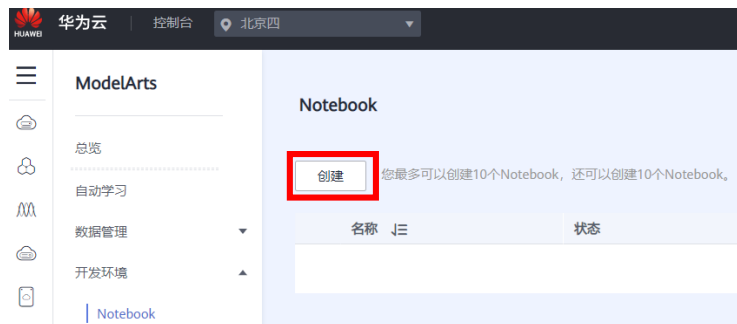 HUAWEI 华为云 控制台 北京四
ModelArts
Notebook
总览
创建 您最多可以创建10个Notebook，还可以创建10个Notebook。
自动学习
数据管理
名称 状态
开发环境
Notebook